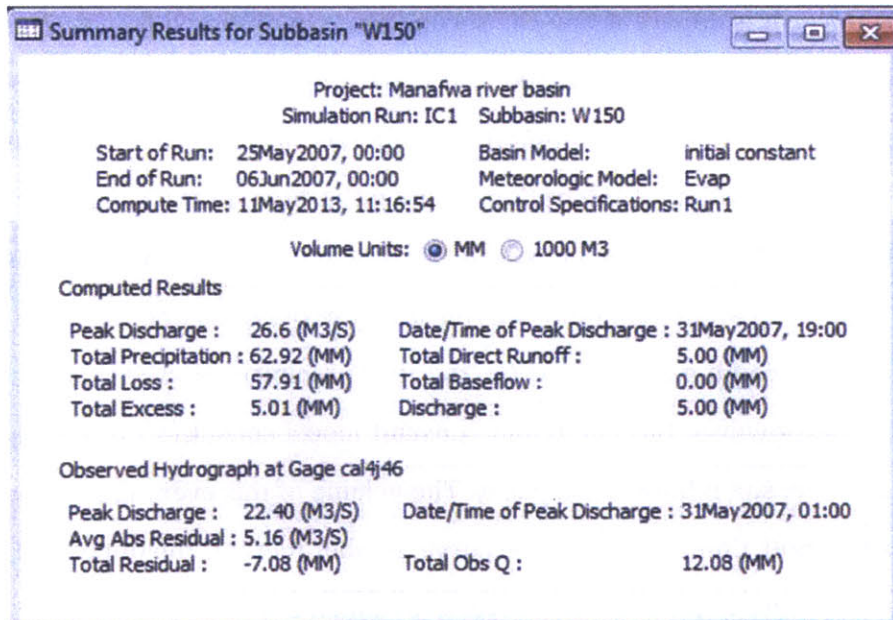 Summary Results for Subbasin "W150"
Project: Manafwa river basin
Simulation Run: IC1 Subbasin: W150
Start of Run: 25May2007, 00:00 Basin Model: initial constant
End of Run: 06Jun2007, 00:00 Meteorologic Model: Evap
Compute Time: 11May2013, 11:16:54 Control Specifications: Run1
Volume Units: MM 1000 M3
Computed Results
Peak Discharge : 26.6 (M3/S) Date/Time of Peak Discharge : 31May2007, 19:00
Total Precipitation : 62.92 (MM) Total Direct Runoff : 5.00 (MM)
Total Loss : 57.91 (MM) Total Baseflow : 0.00 (MM)
Total Excess : 5.01 (MM) Discharge : 5.00 (MM)
Observed Hydrograph at Gage cal4j46
Peak Discharge : 22.40 (M3/S) Date/Time of Peak Discharge : 31May2007, 01:00
Avg Abs Residual : 5.16 (M3/S)
Total Residual : -7.08 (MM) Total Obs Q : 12.08 (MM)